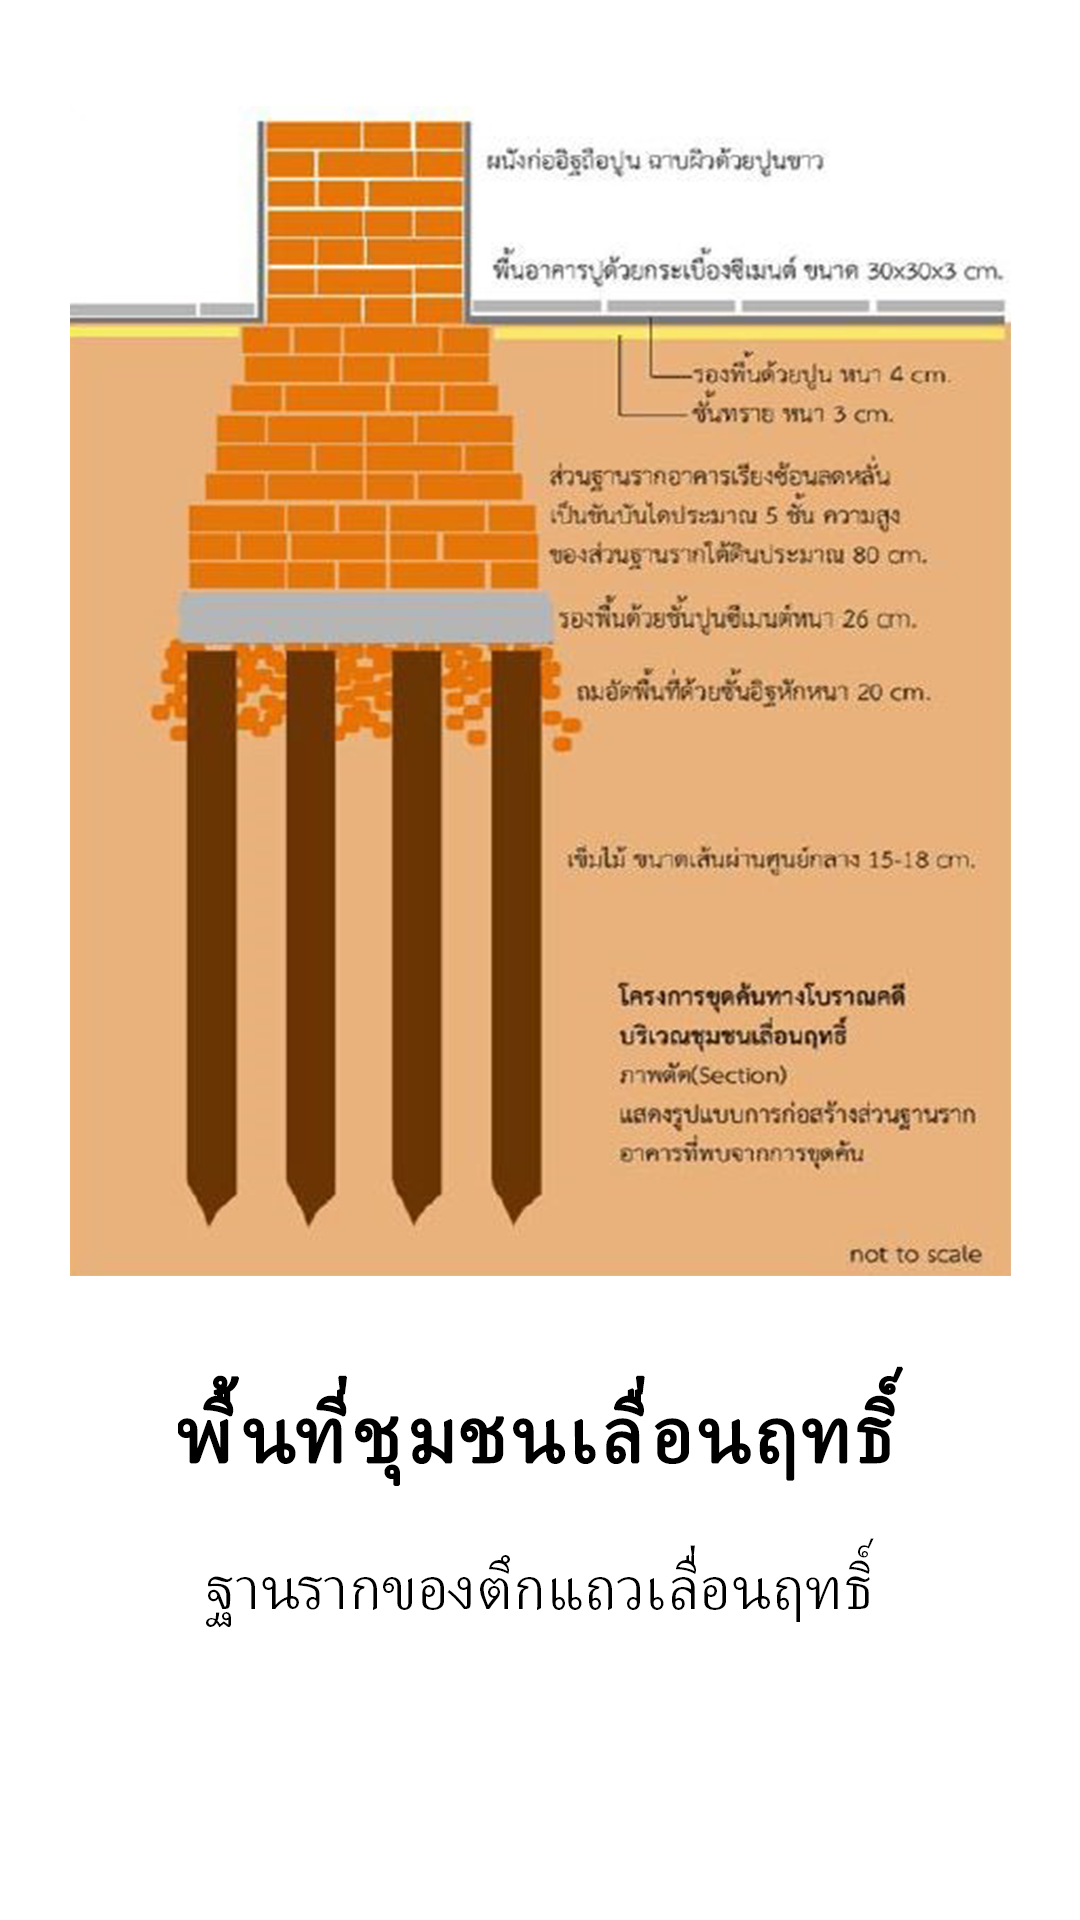 ผนังก่ออิฐถือปูน ฉาบผิวด้วยปูนขาว
พื้นอาคารปูด้วยกระเบื้องซีเมนต์ ขนาด 30x30x3 cm.
รองพื้นด้วยปูน หนา 4 cm.
ชั้นทราย หนา 3 cm.
ส่วนฐานรากอาคารเรียงซ้อนลดหลั่น
เป็นขันบันไดประมาณ 5 ชั้น ความสูง
ของส่วนฐานรากใต้ดินประมาณ 80 cm.
รองพื้นด้วยชั้นปูนซีเมนต์หนา 26 cm.
ถมอัดพื้นที่ด้วยชั้นอิฐหักหนา 20 cm.
เข็มไม้ ขนาดเส้นผ่านศูนย์กลาง 15-18 cm.
โครงการขุดค้นทางโบราณคดี
บริเวณชุมชนเลื่อนฤทธิ์
ภาพตัด(Section)
แสดงรูปแบบการก่อสร้างส่วนฐานราก
อาคารที่พบจากการขุดค้น
not to scale
พื้นที่ชุมชนเลื่อนฤทธิ์
ฐานรากของตึกแถวเลื่อนฤทธิ์